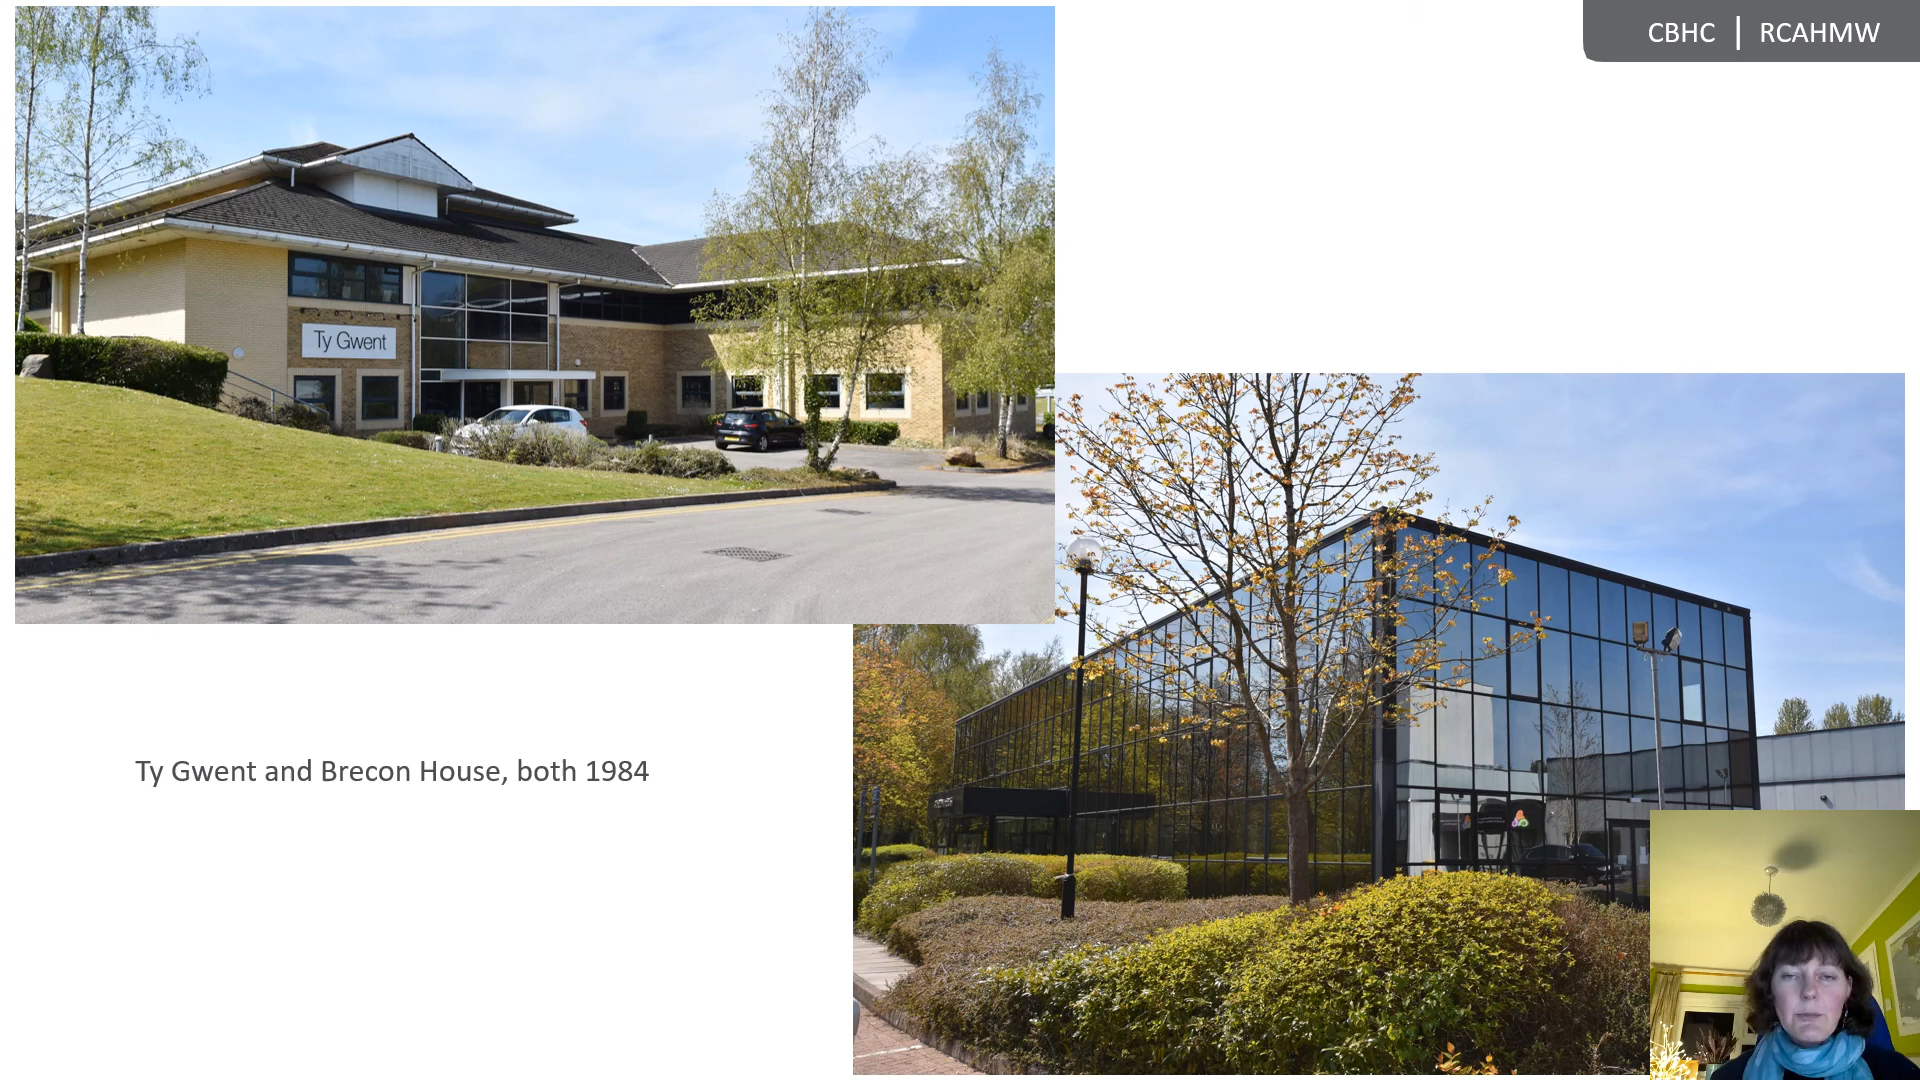 CBHC | RCAHMW
Ty Gwent
Ty Gwent and Brecon House, both 1984